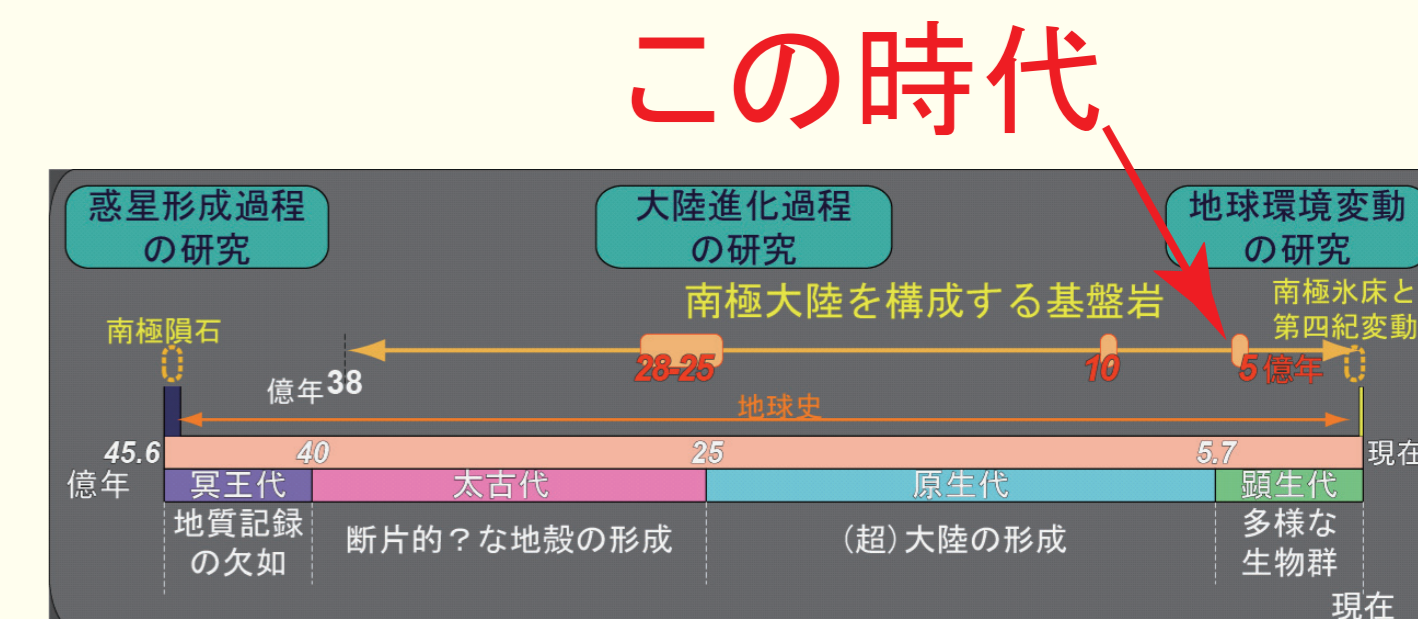 この時代
惑星形成過程
の研究
大陸進化過程
の研究
地球環境変動
の研究
南極大陸を構成する基盤岩
南極氷床と
第四紀変動
南極隕石
億年38
28-25
10
5億年
地球史
45.6
億年
40
25
5.7
現在
冥王代
太古代
原生代
顕生代
地質記録
の欠如
断片的？な地殻の形成
(超)大陸の形成
多様な
生物群
現在